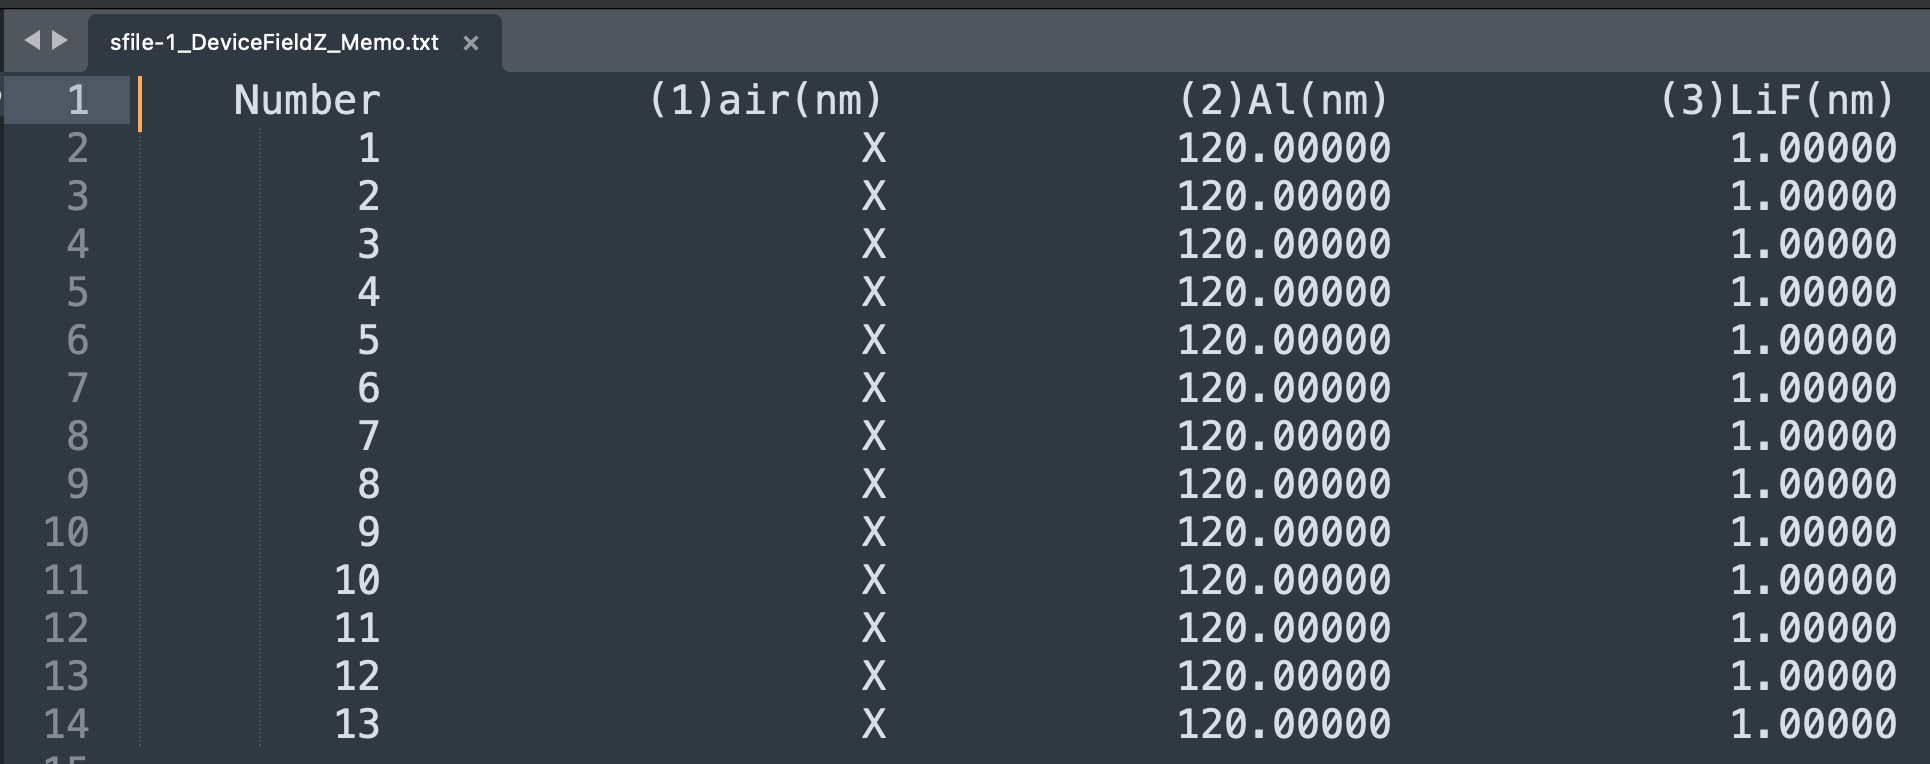 sfile-1_DeviceFieldZ_Memo.txt ×
1 Number (1)air(nm) (2)Al(nm) (3)LiF(nm)
2 1 X 120.00000 1.00000
3 2 X 120.00000 1.00000
4 3 X 120.00000 1.00000
5 4 X 120.00000 1.00000
6 5 X 120.00000 1.00000
7 6 X 120.00000 1.00000
8 7 X 120.00000 1.00000
9 8 X 120.00000 1.00000
10 9 X 120.00000 1.00000
11 10 X 120.00000 1.00000
12 11 X 120.00000 1.00000
13 12 X 120.00000 1.00000
14 13 X 120.00000 1.00000
15